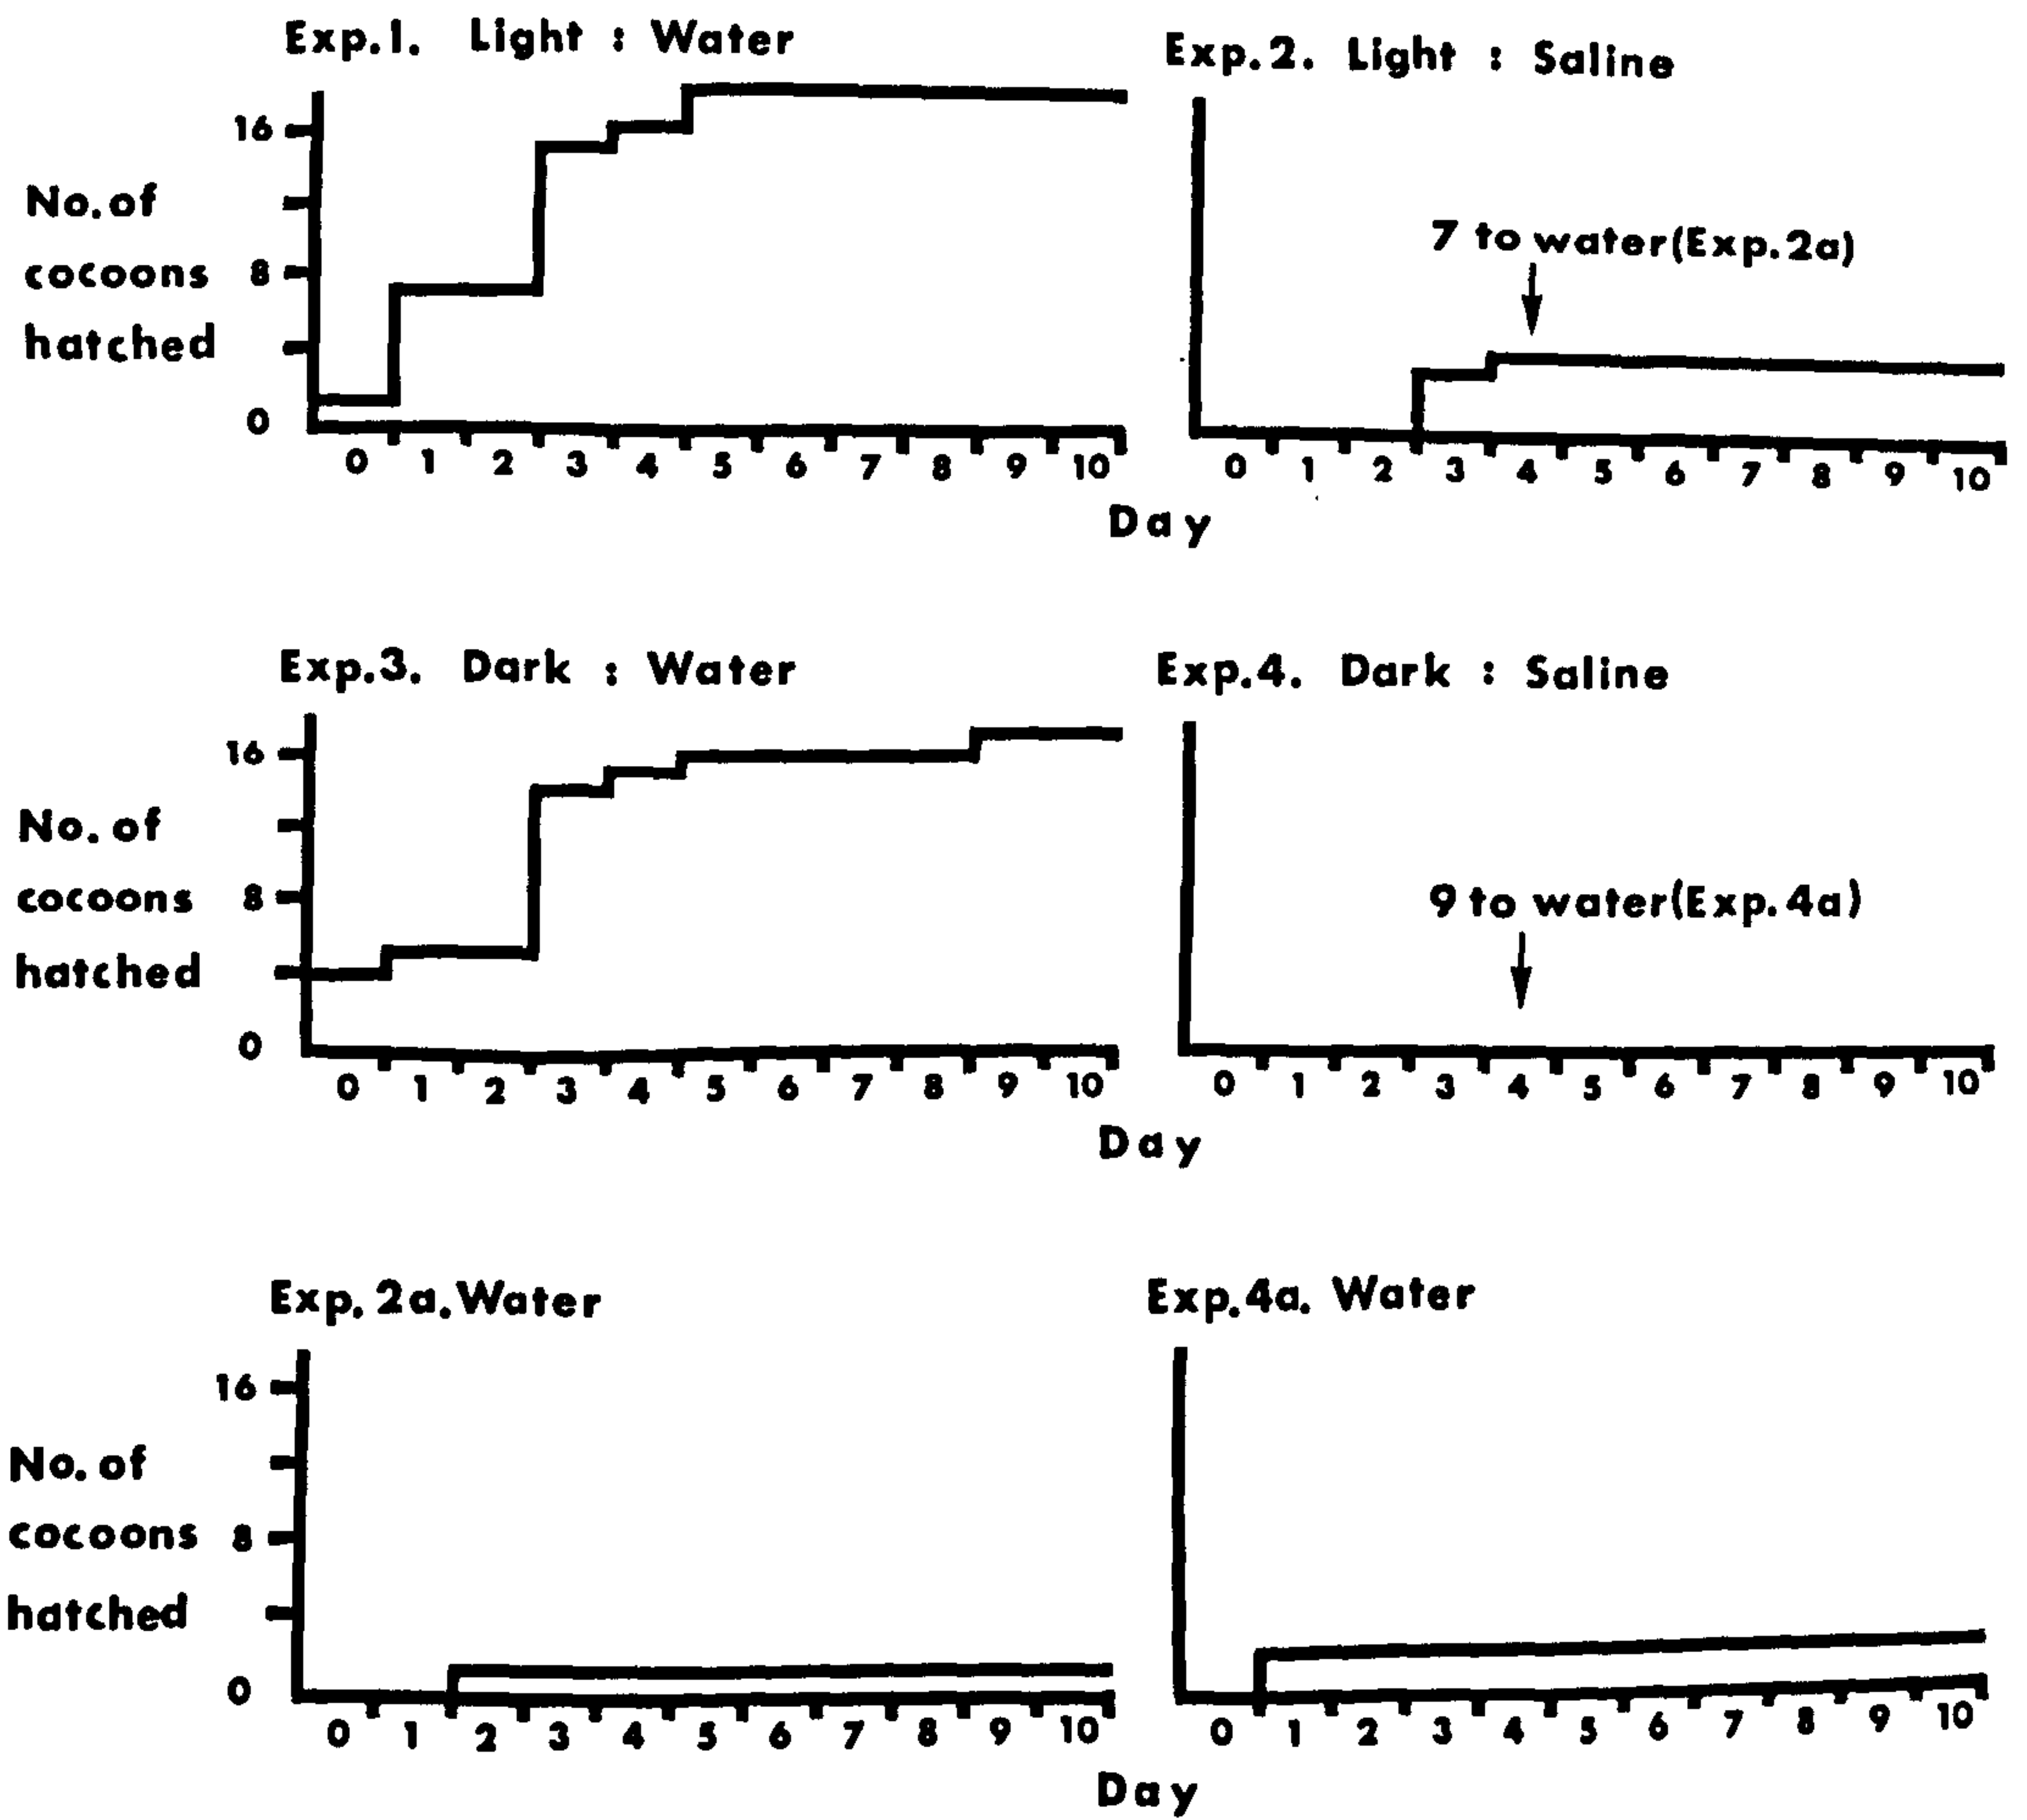 Exp.1. Light : Water
Exp.2. Light : Saline
16
No. of
cocoons 8
hatched
0
7 to water(Exp.2a)
0 1 2 3 4 5 6 7 8 9 10
0 1 2 3 4 5 6 7 8 9 10
Day
Exp.3. Dark : Water
Exp.4. Dark : Saline
16
No. of
cocoons 8
hatched
0
9 to water(Exp.4a)
0 1 2 3 4 5 6 7 8 9 10
0 1 2 3 4 5 6 7 8 9 10
Day
Exp. 2a. Water
Exp.4a. Water
16
No. of
cocoons 8
hatched
0
0 1 2 3 4 5 6 7 8 9 10
0 1 2 3 4 5 6 7 8 9 10
Day